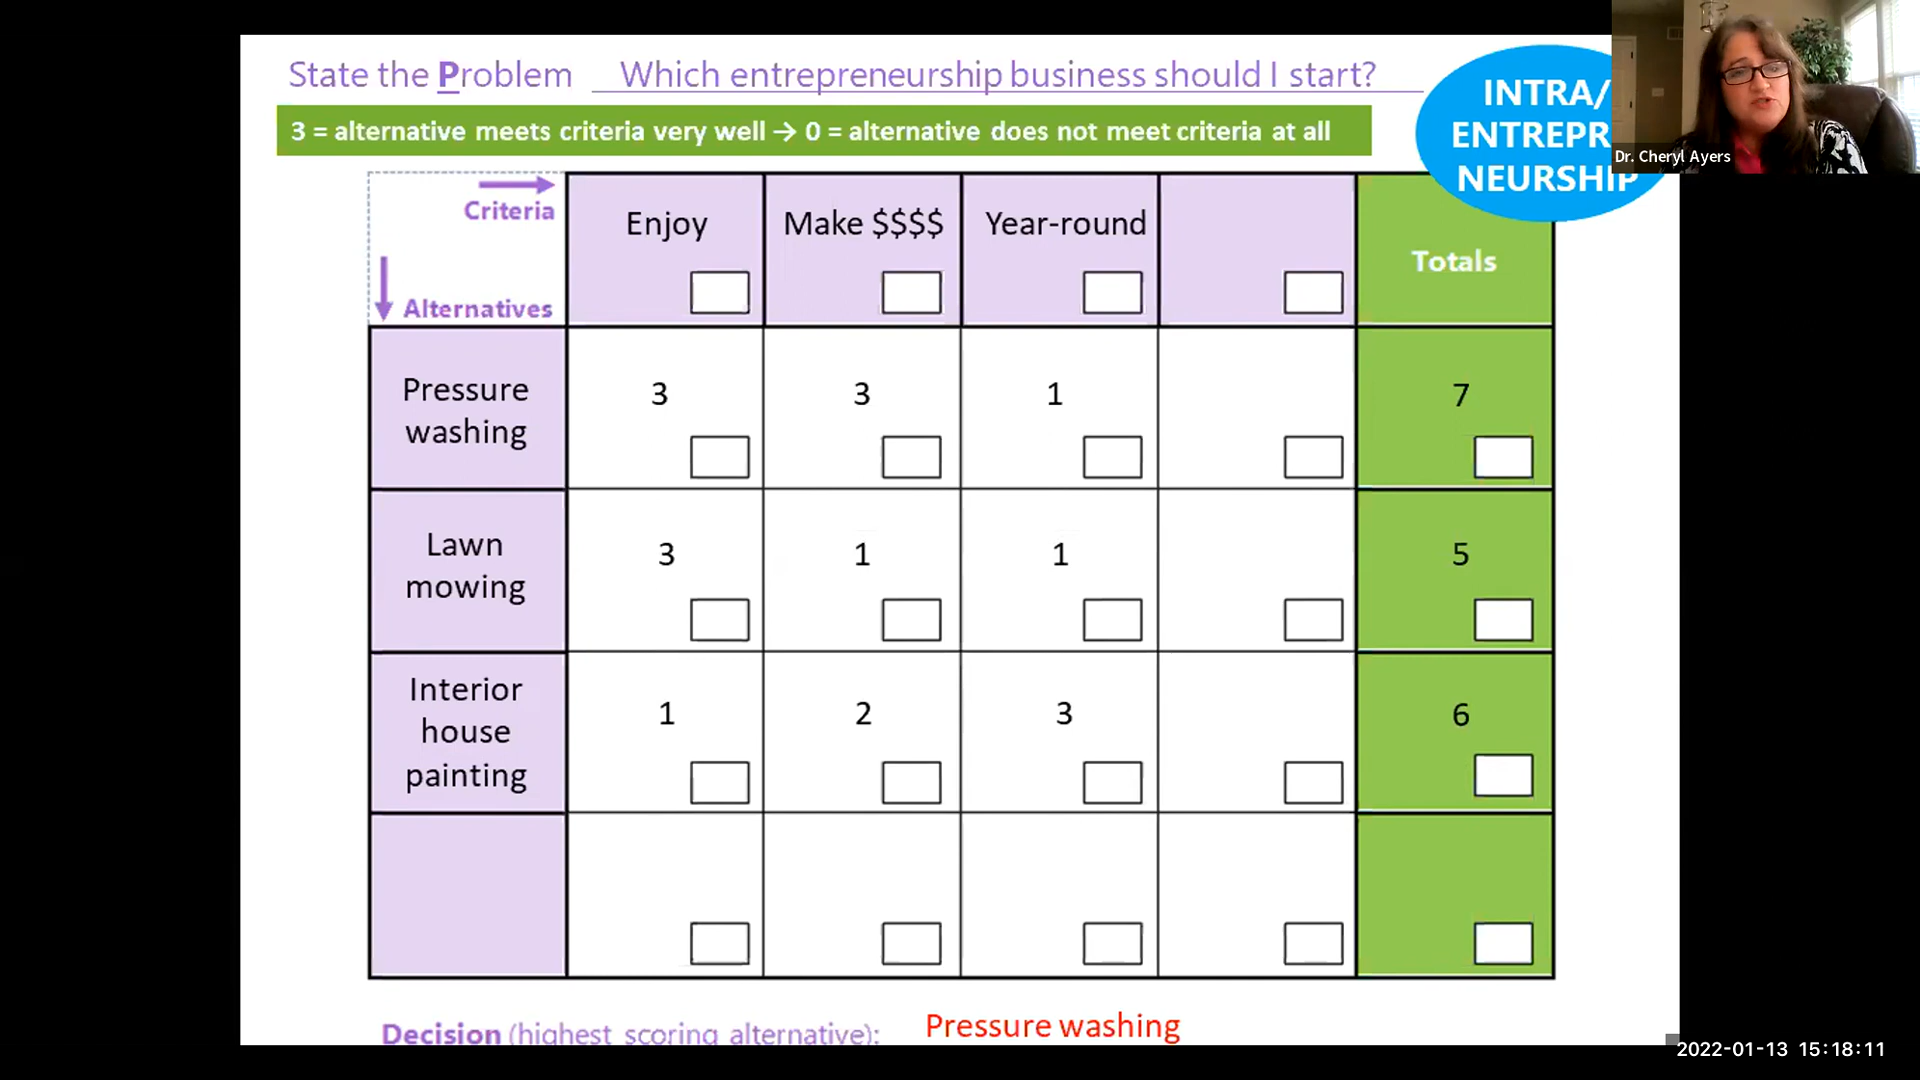 State the Problem Which entrepreneurship business should I start?
3 = alternative meets criteria very well → 0 = alternative does not meet criteria at all
INTRA/
ENTREPR
NEURSHIP
Dr. Cheryl Ayers
Criteria
Alternatives
Enjoy
Make $$$$
Year-round
Totals
Pressure
washing
3 3 1 7
Lawn
mowing
3 1 1 5
Interior
house
painting
1 2 3 6
Decision (highest scoring alternative): Pressure washing
2022-01-13 15:18:11